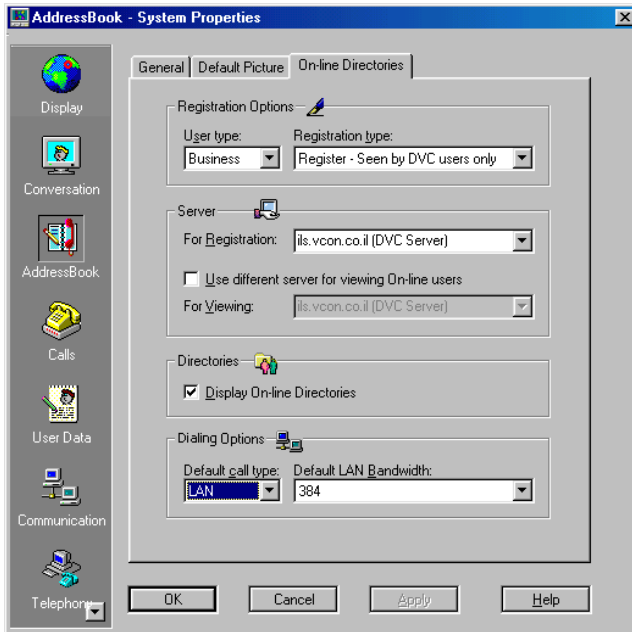 AddressBook - System Properties
Display
Conversation
AddressBook
Calls
User Data
Communication
Telephony
General
Default Picture
On-line Directories
Registration Options
User type:
Registration type:
Business
Register - Seen by DVC users only
Server
For Registration:
ils.vcon.co.il (DVC Server)
Use different server for viewing On-line users
For Viewing:
ils.vcon.co.il (DVC Server)
Directories
Display On-line Directories
Dialing Options
Default call type:
Default LAN Bandwidth:
LAN
384
OK
Cancel
Apply
Help